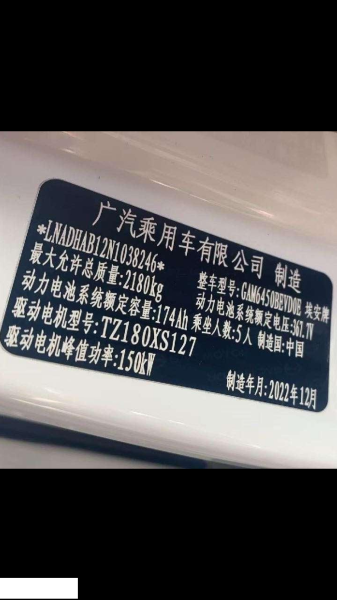 广汽乘用车有限公司 制造
*LNADHAB12N1038246* 整车型号:GAM6450BEVD0E 埃安牌
最大允许总质量:2180kg 动力电池系统额定电压:367.7V
动力电池系统额定容量:174Ah 乘坐人数:5人 制造国:中国
驱动电机型号:TZ180XS127
驱动电机峰值功率:150kW 制造年月:2022年12月